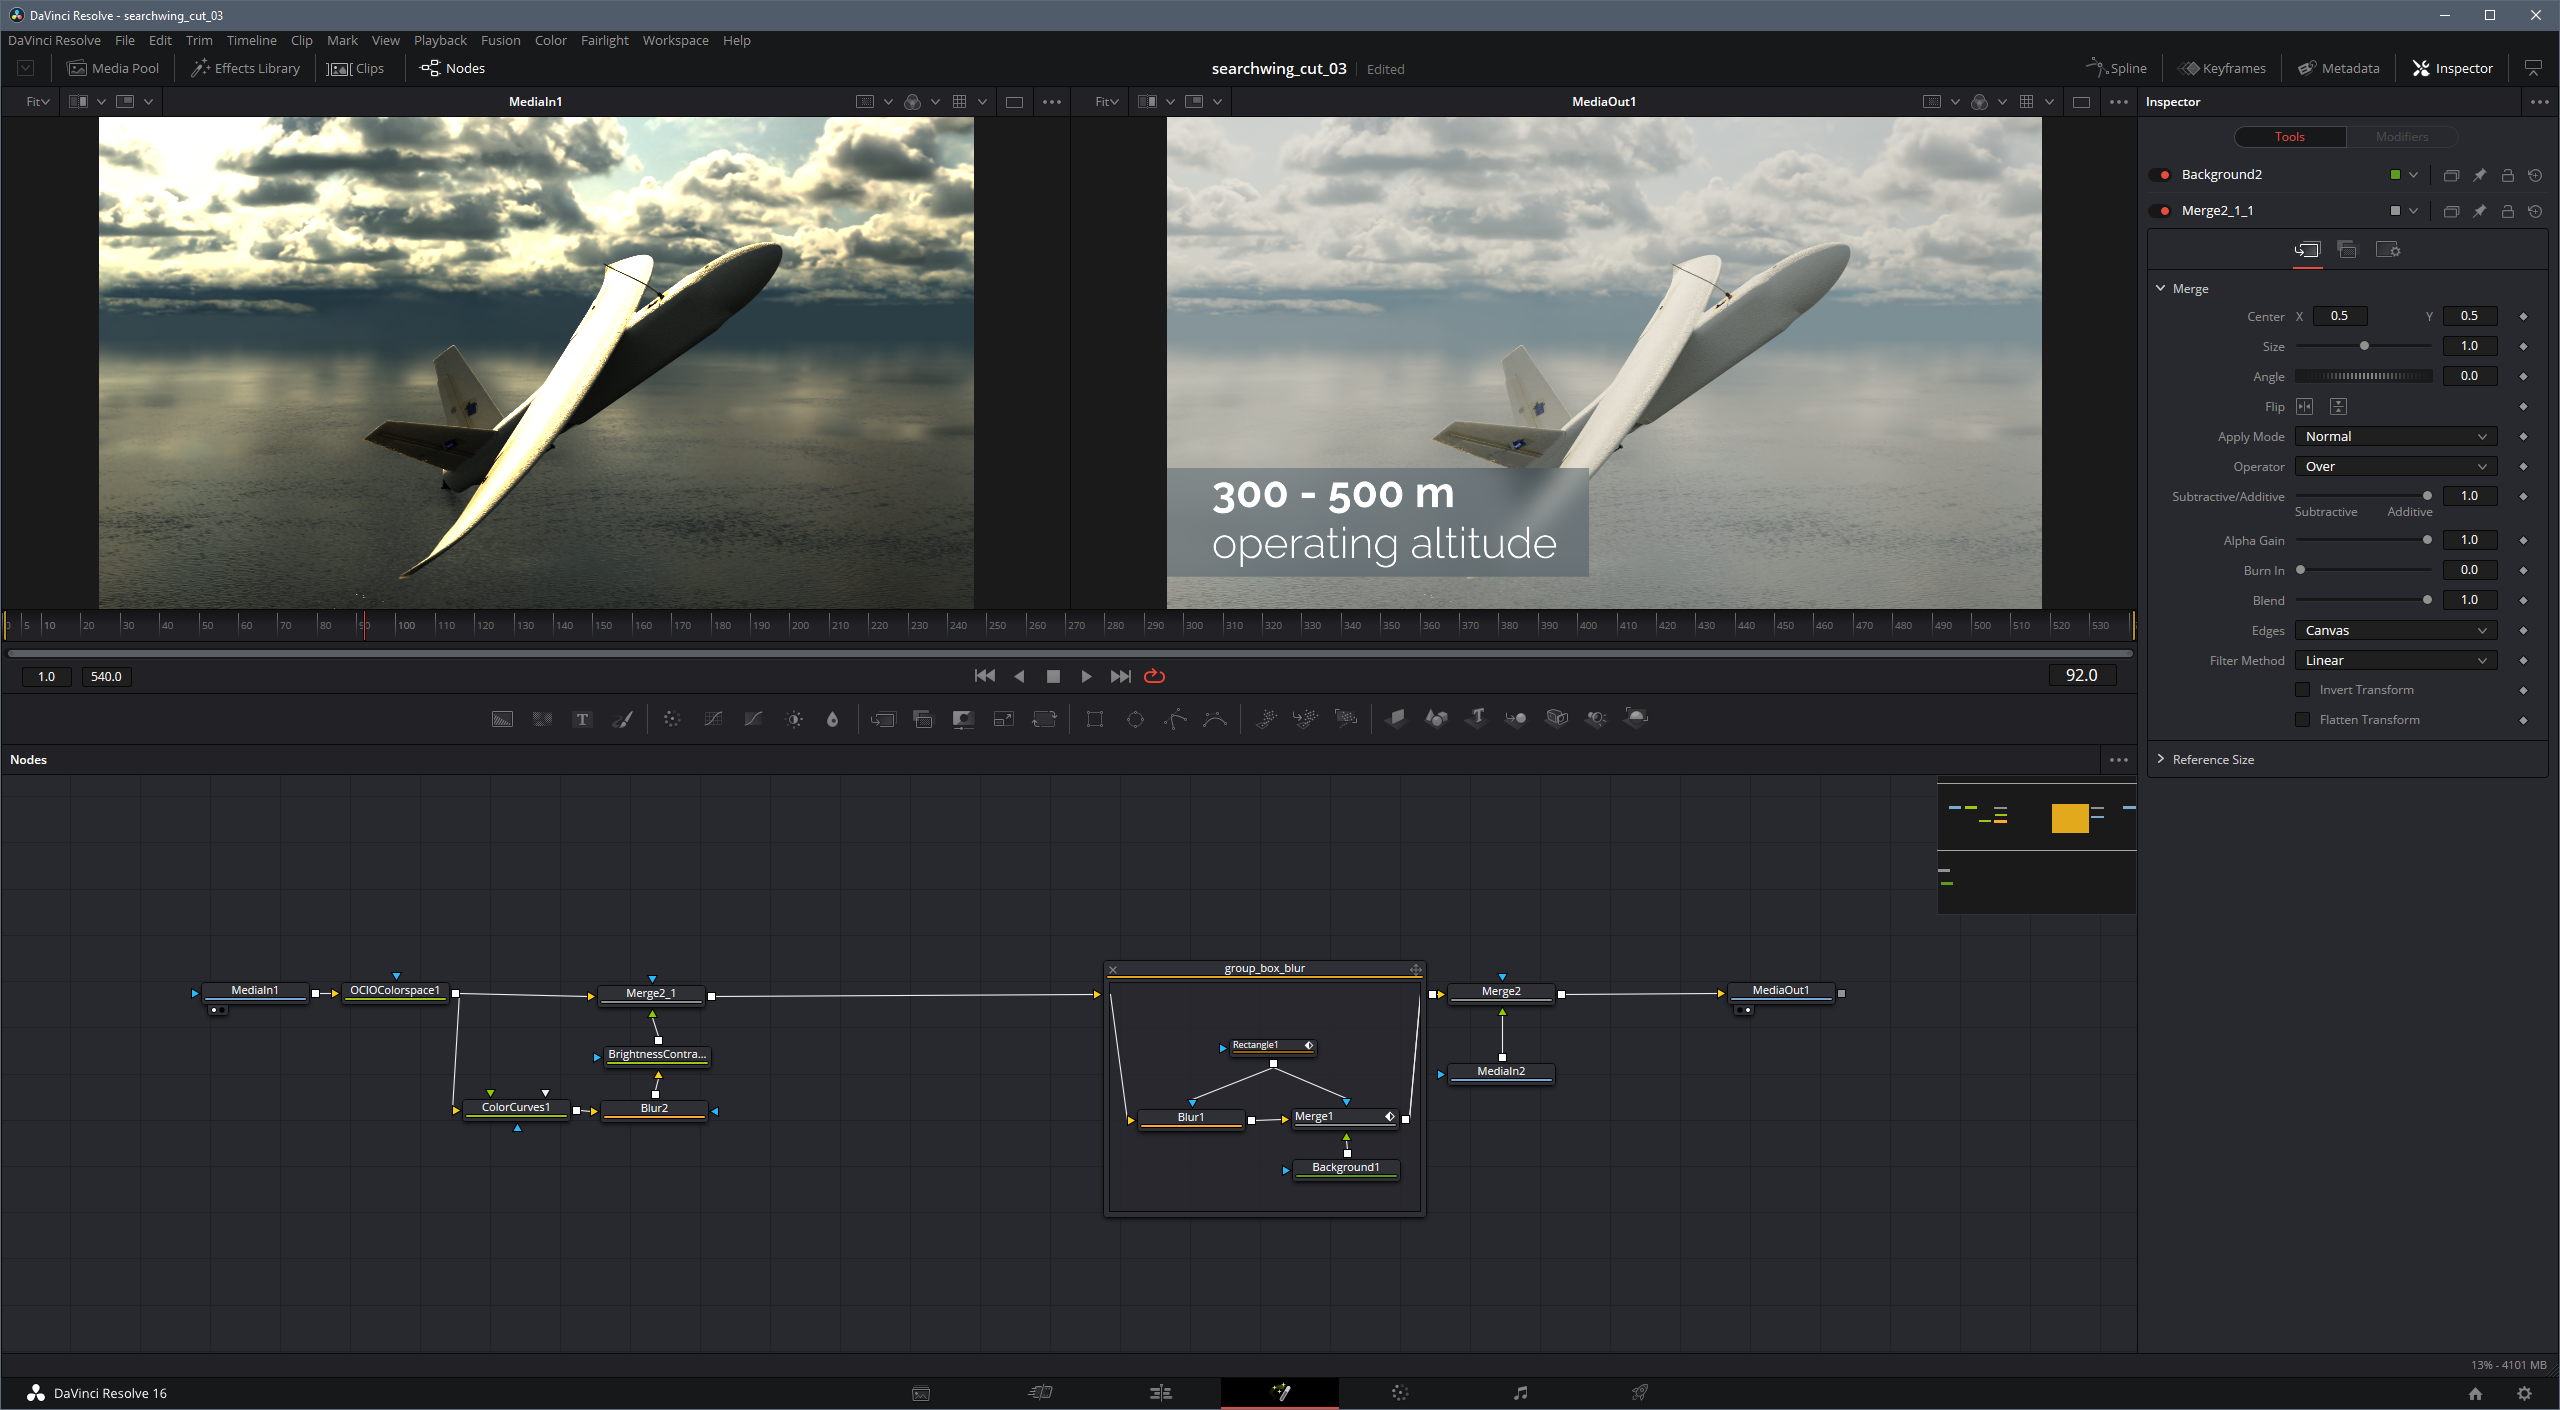 DaVinci Resolve - searchwing_cut_03
DaVinci Resolve File Edit Trim Timeline Clip Mark View Playback Fusion Color Fairlight Workspace Help
Media Pool Effects Library Clips Nodes searchwing_cut_03 Edited Spline Keyframes Metadata Inspector
Fit MediaIn1 Fit MediaOut1 Inspector
Tools Modifiers
Background2
Merge2_1_1
Merge
Center X 0.5 Y 0.5
Size 1.0
Angle 0.0
Flip
Apply Mode Normal
Operator Over
Subtractive/Additive 1.0
Subtractive Additive
Alpha Gain 1.0
Burn In 0.0
Blend 1.0
Edges Canvas
Filter Method Linear
Invert Transform
Flatten Transform
Reference Size
300 - 500 m
operating altitude
5 10 20 30 40 50 60 70 80 90 100 110 120 130 140 150 160 170 180 190 200 210 220 230 240 250 260 270 280 290 300 310 320 330 340 350 360 370 380 390 400 410 420 430 440 450 460 470 480 490 500 510 520 530
1.0 540.0 92.0
T
Nodes
group_box_blur
MediaIn1 OCIOColorspace1 Merge2_1 Merge2 MediaOut1
Rectangle1
BrightnessContra...
MediaIn2
ColorCurves1 Blur2 Blur1 Merge1
Background1
13% - 4101 MB
DaVinci Resolve 16